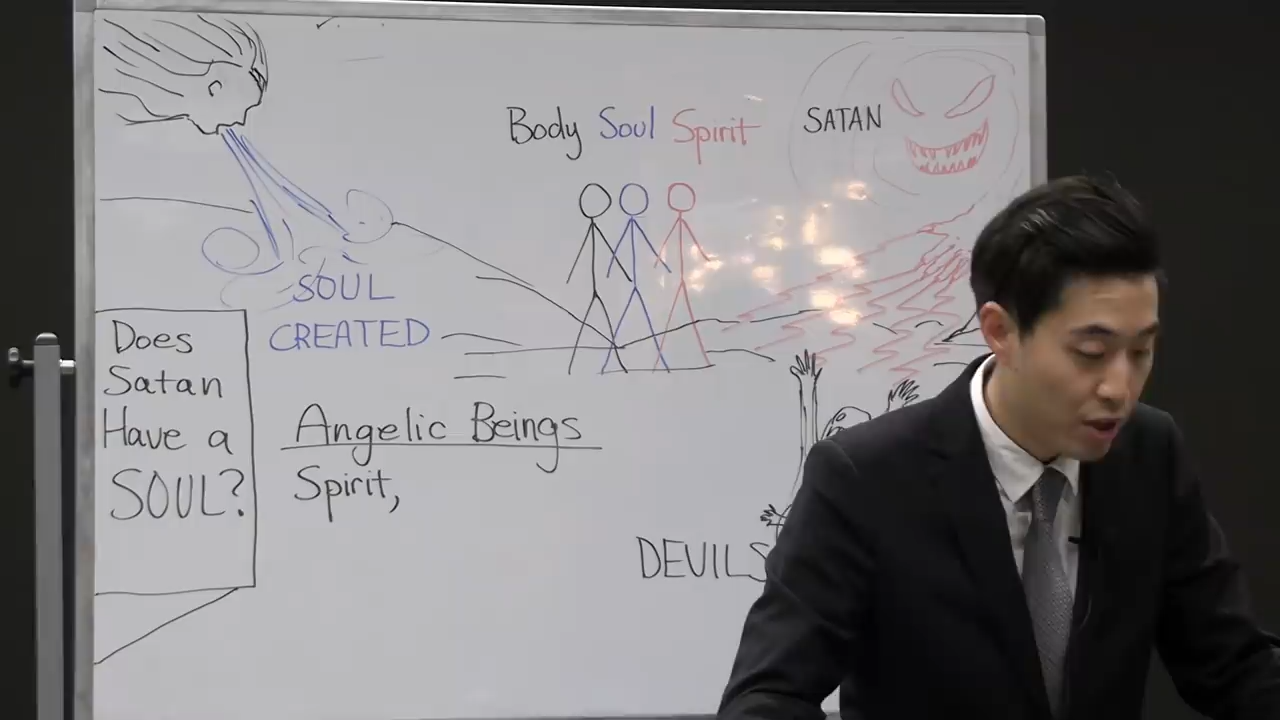 Body Soul Spirit
SATAN
SOUL
CREATED
Does
Satan
Have a
SOUL?
Angelic Beings
Spirit,
DEVILS